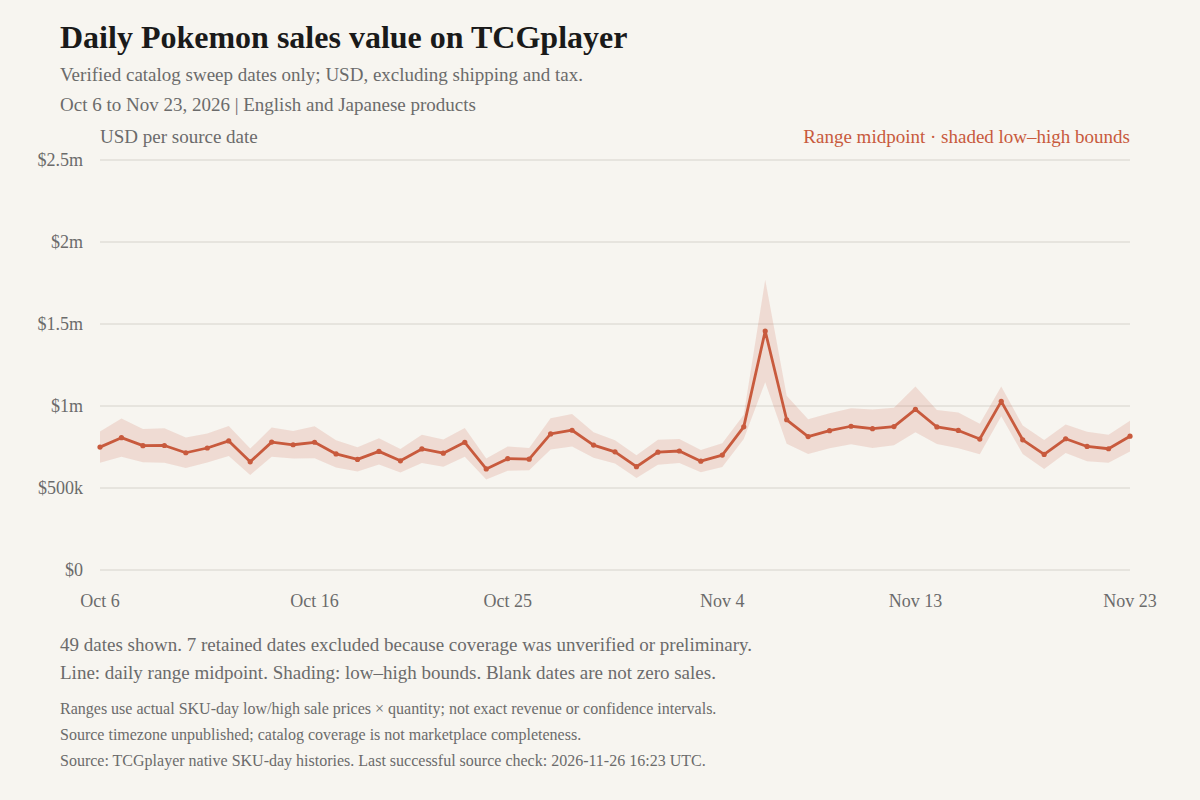 Daily Pokemon sales value on TCGplayer
Verified catalog sweep dates only; USD, excluding shipping and tax.
Oct 6 to Nov 23, 2026 | English and Japanese products
USD per source date
Range midpoint · shaded low–high bounds
$2.5m
$2m
$1.5m
$1m
$500k
$0
Oct 6
Oct 16
Oct 25
Nov 4
Nov 13
Nov 23
49 dates shown. 7 retained dates excluded because coverage was unverified or preliminary.
Line: daily range midpoint. Shading: low–high bounds. Blank dates are not zero sales.
Ranges use actual SKU-day low/high sale prices × quantity; not exact revenue or confidence intervals.
Source timezone unpublished; catalog coverage is not marketplace completeness.
Source: TCGplayer native SKU-day histories. Last successful source check: 2026-11-26 16:23 UTC.